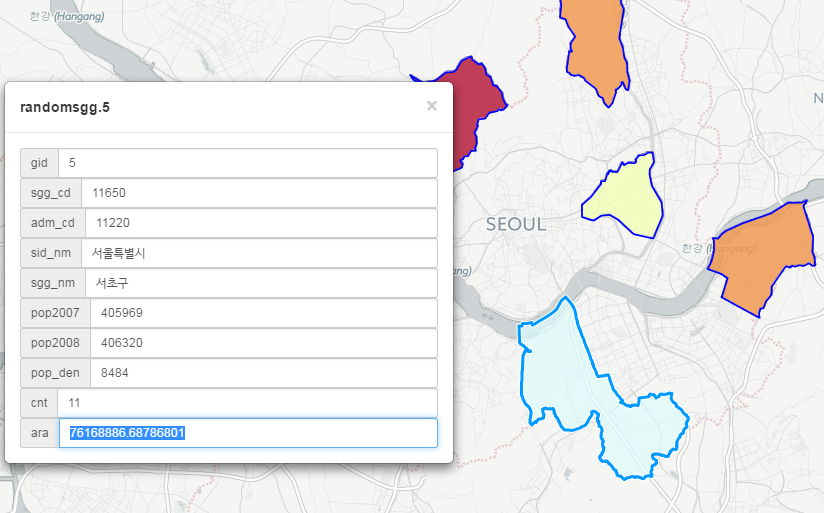 한강 (Hangang)
randomsgg.5
×
gid 5
sgg_cd 11650
adm_cd 11220
sid_nm 서울특별시
sgg_nm 서초구
pop2007 405969
pop2008 406320
pop_den 8484
cnt 11
ara 76168886.68786801
N
SEOUL
한강 (Hangang)
ang)